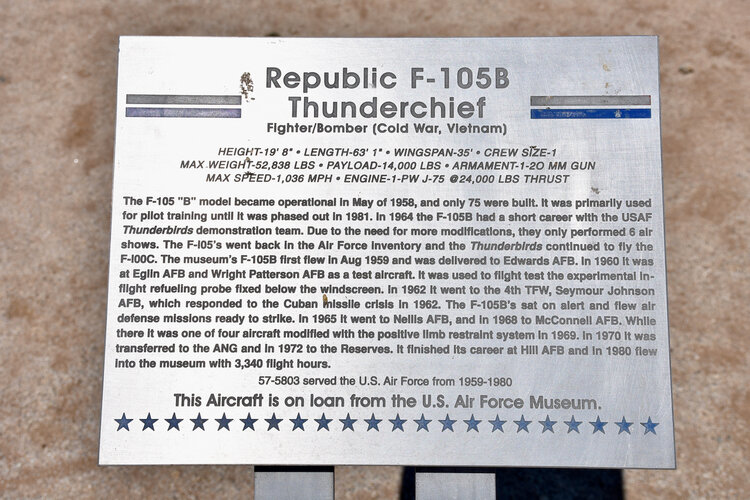 Republic F-105B
Thunderchief
Fighter/Bomber (Cold War, Vietnam)
HEIGHT-19' 8" • LENGTH-63' 1" • WINGSPAN-35' • CREW SIZE-1
MAX WEIGHT-52,838 LBS • PAYLOAD-14,000 LBS • ARMAMENT-1-20 MM GUN
MAX SPEED-1,036 MPH • ENGINE-1-PW J-75 @24,000 LBS THRUST
The F-105 "B" model became operational in May of 1958, and only 75 were built. It was primarily used
for pilot training until it was phased out in 1981. In 1964 the F-105B had a short career with the USAF
Thunderbirds demonstration team. Due to the need for more modifications, they only performed 6 air
shows. The F-105's went back in the Air Force inventory and the Thunderbirds continued to fly the
F-100C. The museum's F-105B first flew in Aug 1959 and was delivered to Edwards AFB. In 1960 it was
at Eglin AFB and Wright Patterson AFB as a test aircraft. It was used to flight test the experimental in-
flight refueling probe fixed below the windscreen. In 1962 it went to the 4th TFW, Seymour Johnson
AFB, which responded to the Cuban missile crisis in 1962. The F-105B's sat on alert and flew air
defense missions ready to strike. In 1965 it went to Nellis AFB, and in 1968 to McConnell AFB. While
there it was one of four aircraft modified with the positive limb restraint system in 1969. In 1970 it was
transferred to the ANG and in 1972 to the Reserves. It finished its career at Hill AFB and in 1980 flew
into the museum with 3,340 flight hours.
57-5803 served the U.S. Air Force from 1959-1980
This Aircraft is on loan from the U.S. Air Force Museum.